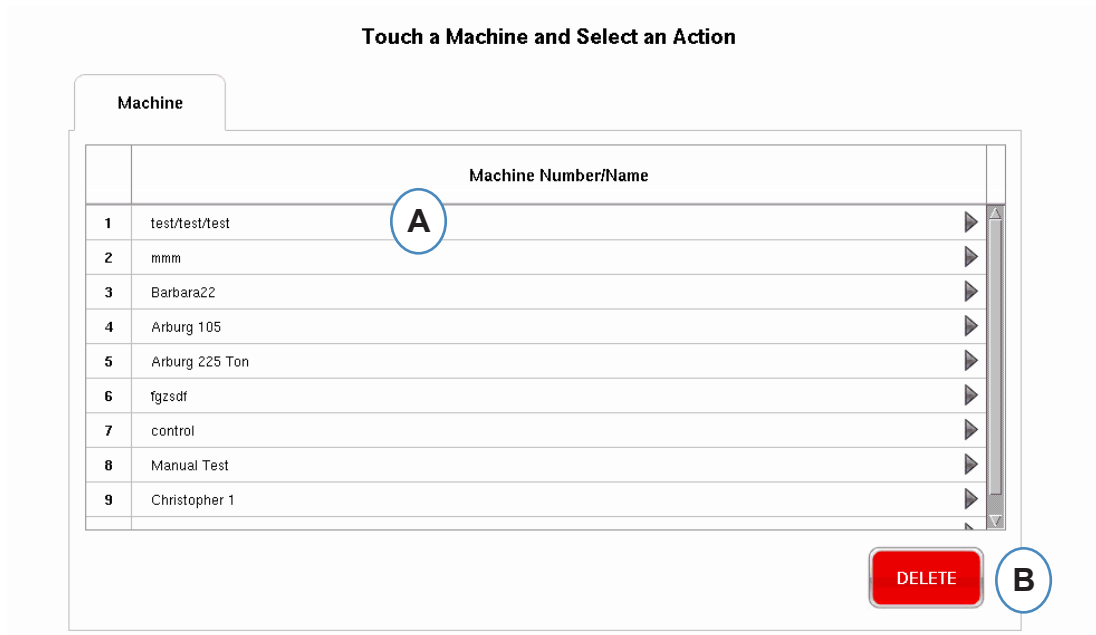 Touch a Machine and Select an Action
Machine
Machine Number/Name
A
1 test/test/test
2 mmm
3 Barbara22
4 Arburg 105
5 Arburg 225 Ton
6 fgzsdf
7 control
8 Manual Test
9 Christopher 1
DELETE
B